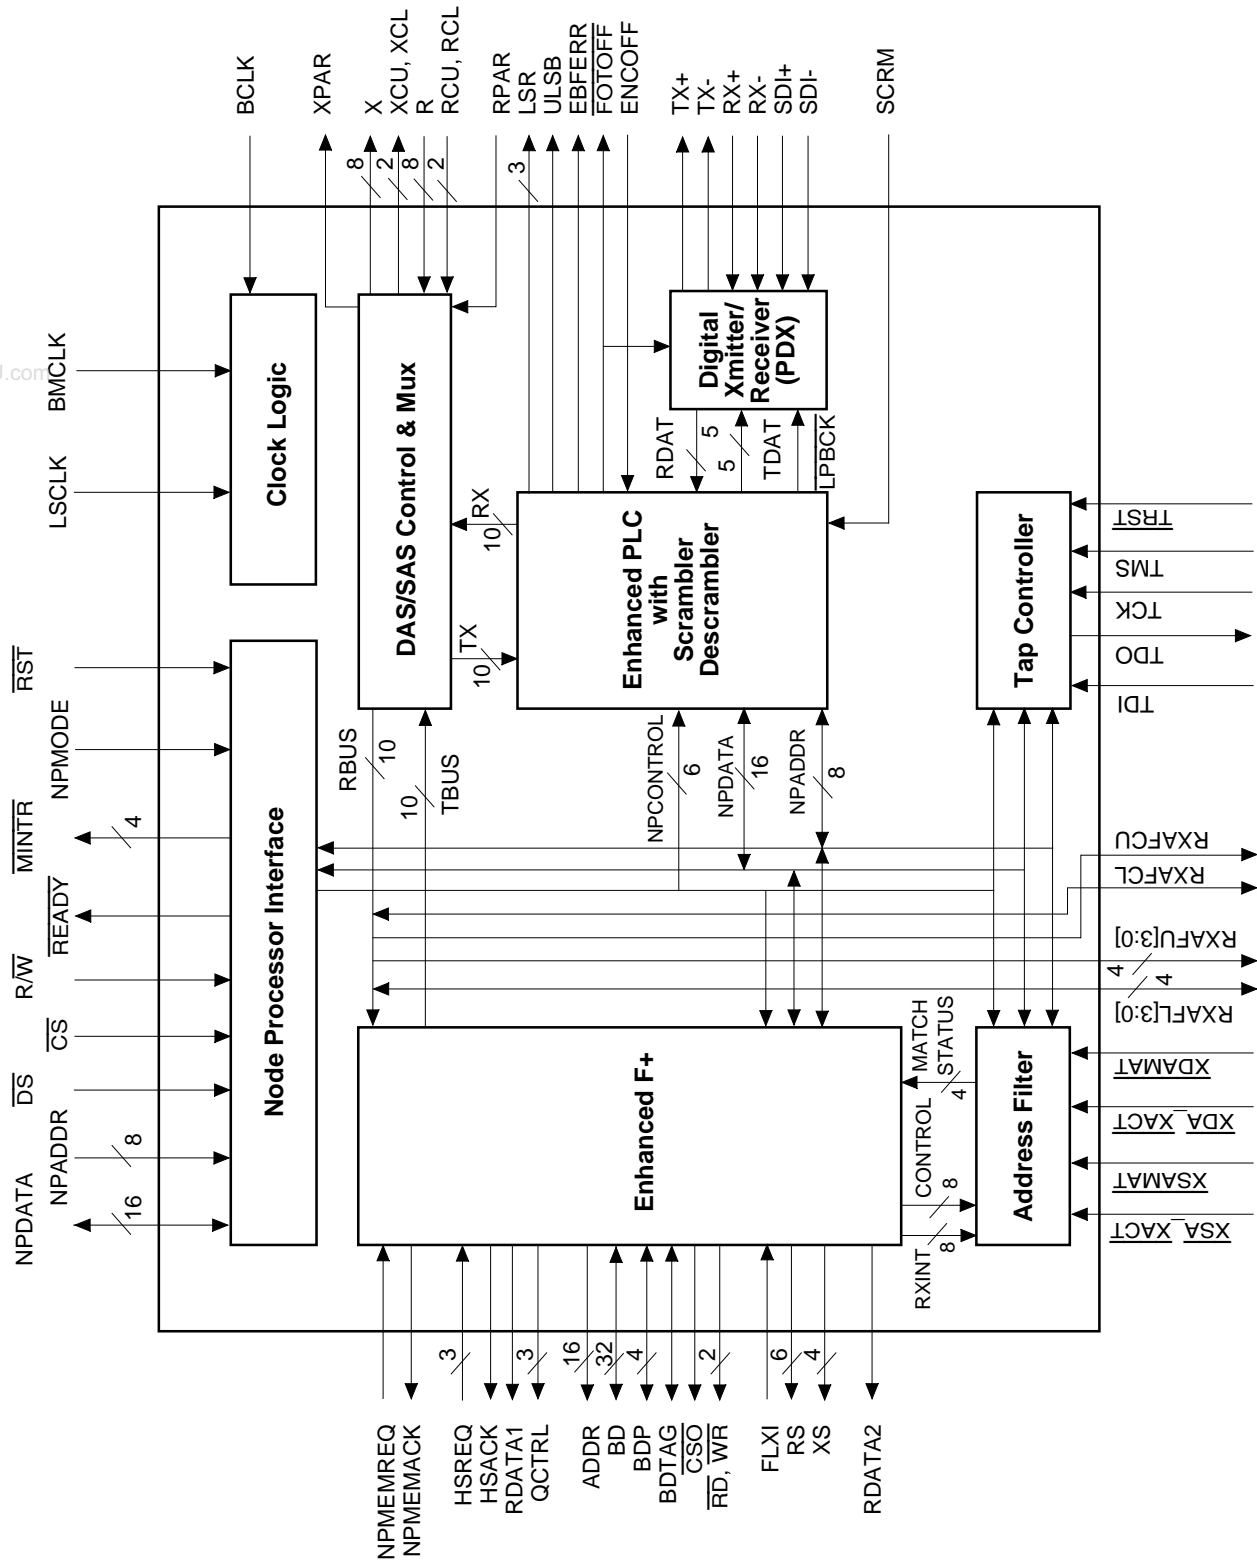 BCLK
XPAR
X
XCU, XCL
R
RCU, RCL
RPAR
LSR
ULSB
EBFERR
FOTOFF
ENCOFF
TX+
TX-
RX+
RX-
SDI+
SDI-
SCRM
8
2
8
2
3
BMCLK
LSCLK
Clock Logic
DAS/SAS Control & Mux
Digital
Xmitter/
Receiver
(PDX)
RDAT
5
5
TDAT
LPBCK
RX
10
TX
10
Enhanced PLC
with
Scrambler
Descrambler
Tap Controller
TRST
TMS
TCK
TDO
TDI
RST
NPMODE
MINTR
4
READY
R/W
CS
DS
NPADDR
8
NPDATA
16
Node Processor Interface
RBUS
10
10
TBUS
NPCONTROL
6
NPDATA
16
NPADDR
8
RXAFCU
RXAFCL
RXAFU[3:0]
4
4
RXAFL[3:0]
Enhanced F+
MATCH
STATUS
4
CONTROL
8
RXINT
8
Address Filter
XDAMAT
XDA_XACT
XSAMAT
XSA_XACT
3
3
16
32
4
2
6
4
NPMEMREQ
NPMEMACK
HSREQ
HSACK
RDATA1
QCTRL
ADDR
BD
BDP
BDTAG
CSO
RD, WR
FLXI
RS
XS
RDATA2